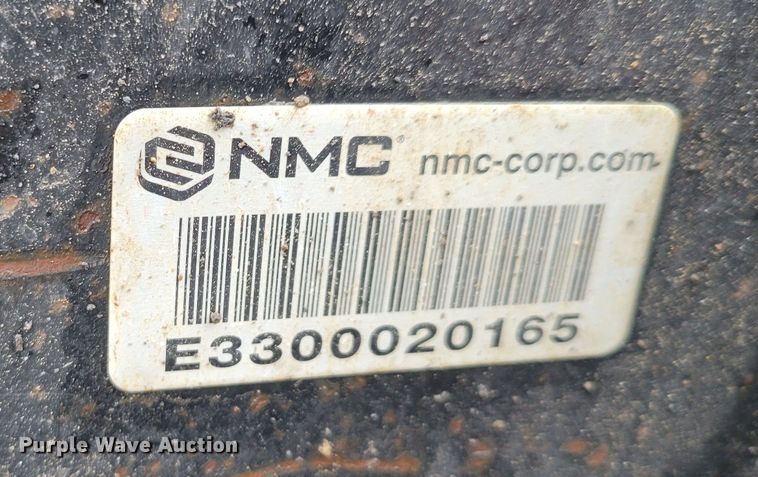 NMC® nmc-corp.com
E3300020165
Purple Wave Auction